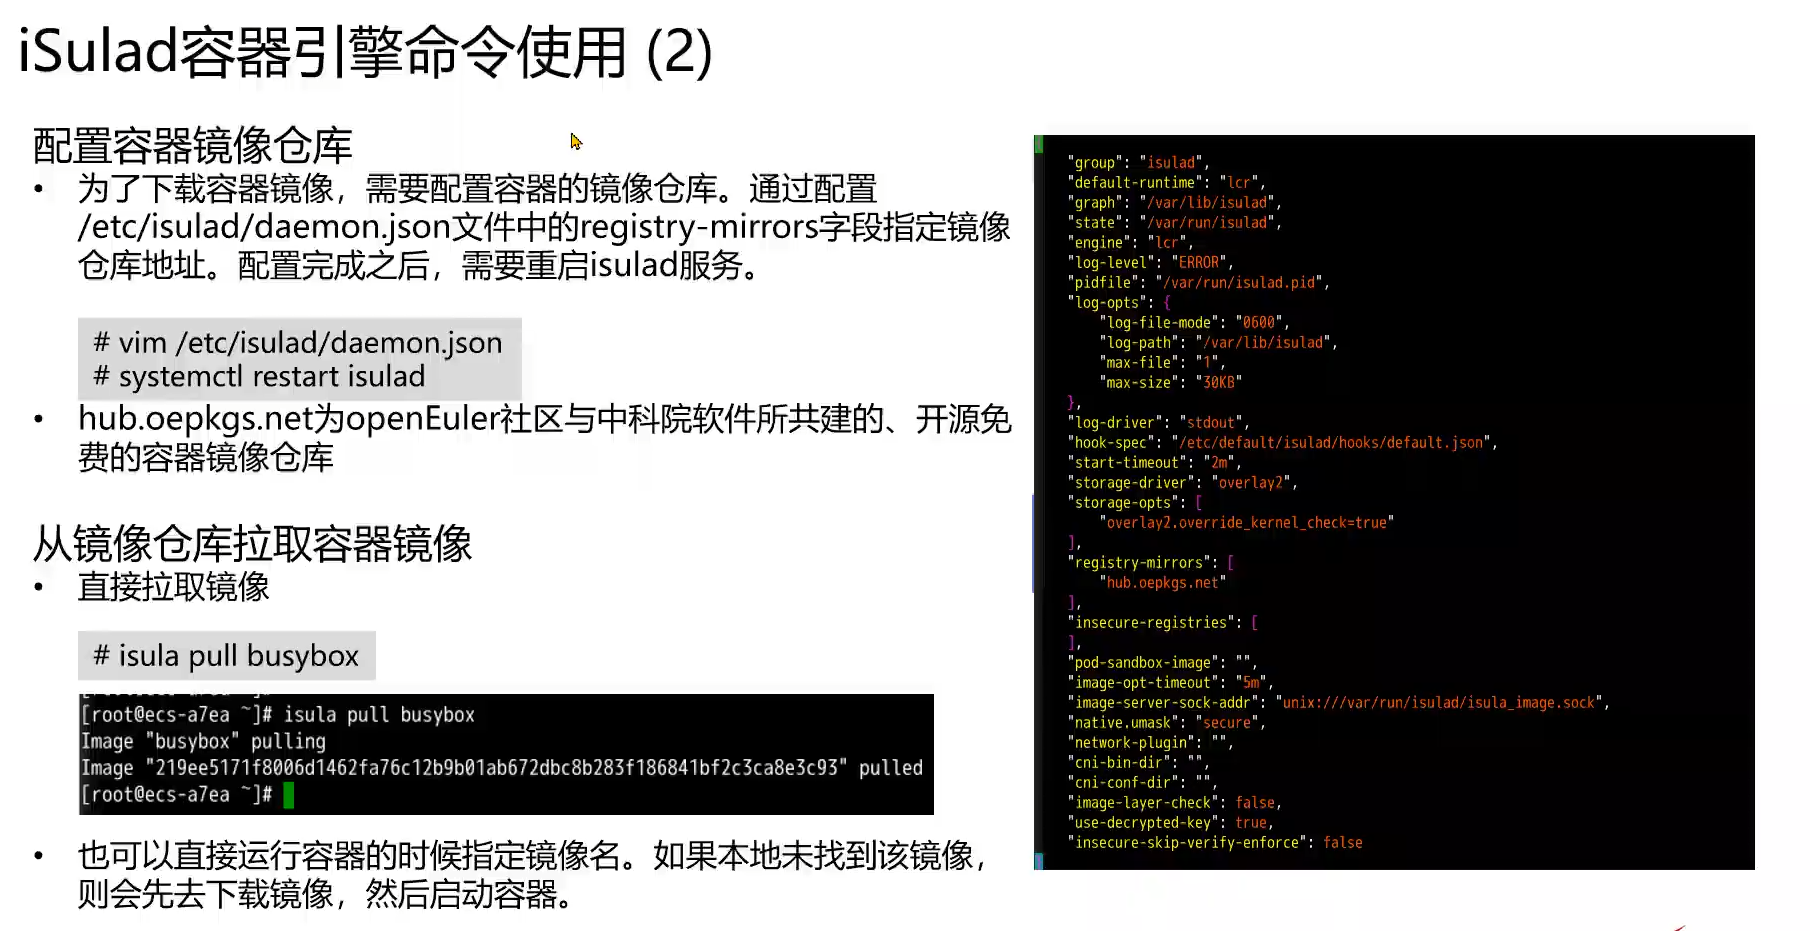 iSulad容器引擎命令使用 (2)
配置容器镜像仓库
• 为了下载容器镜像，需要配置容器的镜像仓库。通过配置
/etc/isulad/daemon.json文件中的registry-mirrors字段指定镜像
仓库地址。配置完成之后，需要重启isulad服务。
# vim /etc/isulad/daemon.json
# systemctl restart isulad
• hub.oepkgs.net为openEuler社区与中科院软件所共建的、开源免
费的容器镜像仓库
从镜像仓库拉取容器镜像
• 直接拉取镜像
# isula pull busybox
[root@ecs-a7ea ~]# isula pull busybox
Image "busybox" pulling
Image "219ee5171f8006d1462fa76c12b9b01ab672dbc8b283f186841bf2c3ca8e3c93" pulled
[root@ecs-a7ea ~]#
• 也可以直接运行容器的时候指定镜像名。如果本地未找到该镜像，
则会先去下载镜像，然后启动容器。
"group": "isulad",
"default-runtime": "lcr",
"graph": "/var/lib/isulad",
"state": "/var/run/isulad",
"engine": "lcr",
"log-level": "ERROR",
"pidfile": "/var/run/isulad.pid",
"log-opts": {
"log-file-mode": "0600",
"log-path": "/var/lib/isulad",
"max-file": "1",
"max-size": "30KB"
},
"log-driver": "stdout",
"hook-spec": "/etc/default/isulad/hooks/default.json",
"start-timeout": "2m",
"storage-driver": "overlay2",
"storage-opts": [
"overlay2.override_kernel_check=true"
],
"registry-mirrors": [
"hub.oepkgs.net"
],
"insecure-registries": [
],
"pod-sandbox-image": "",
"image-opt-timeout": "5m",
"image-server-sock-addr": "unix:///var/run/isulad/isula_image.sock",
"native.umask": "secure",
"network-plugin": "",
"cni-bin-dir": "",
"cni-conf-dir": "",
"image-layer-check": false,
"use-decrypted-key": true,
"insecure-skip-verify-enforce": false